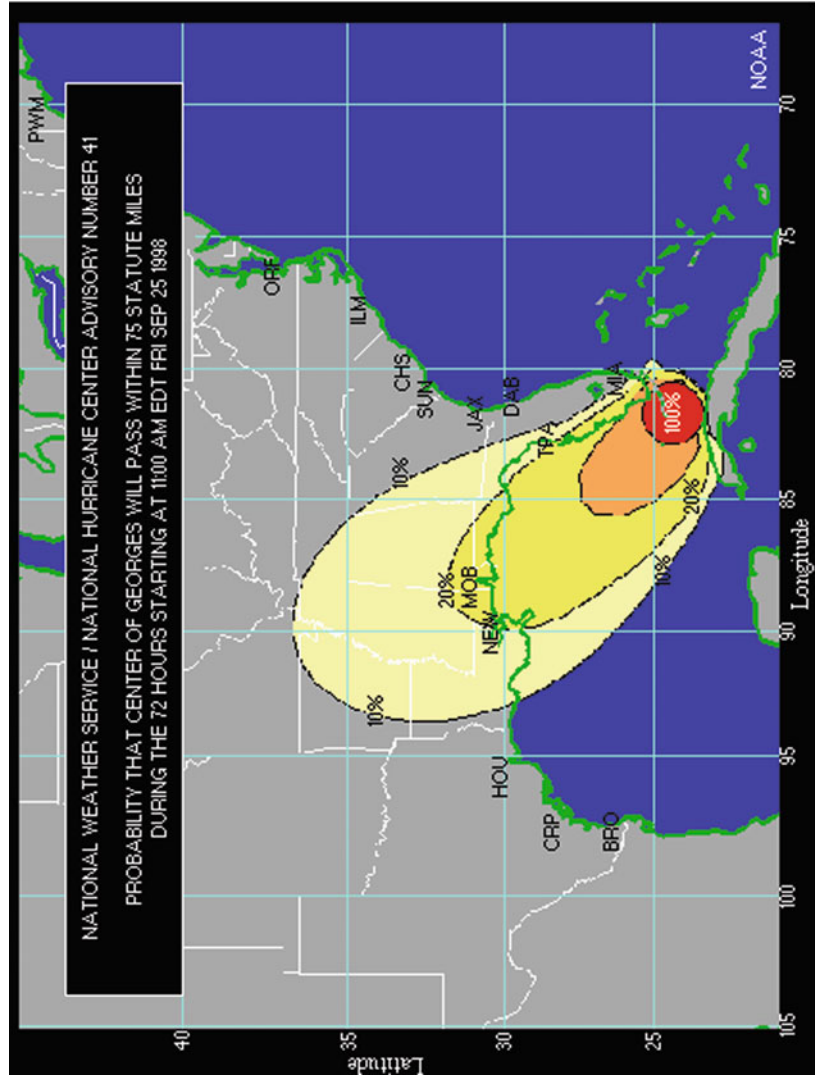 NATIONAL WEATHER SERVICE / NATIONAL HURRICANE CENTER ADVISORY NUMBER 41
PROBABILITY THAT CENTER OF GEORGES WILL PASS WITHIN 75 STATUTE MILES
DURING THE 72 HOURS STARTING AT 11:00 AM EDT FRI SEP 25 1998
PWM
40
ORF
35
ILM
10%
10%
CHS
SUN
20%
MOB
JAX
30
HOU
NEW
DAB
CRP
TPA
BRO
MIA
10%
20%
100%
25
NOAA
105
100
95
90
85
80
75
70
Latitude
Longitude